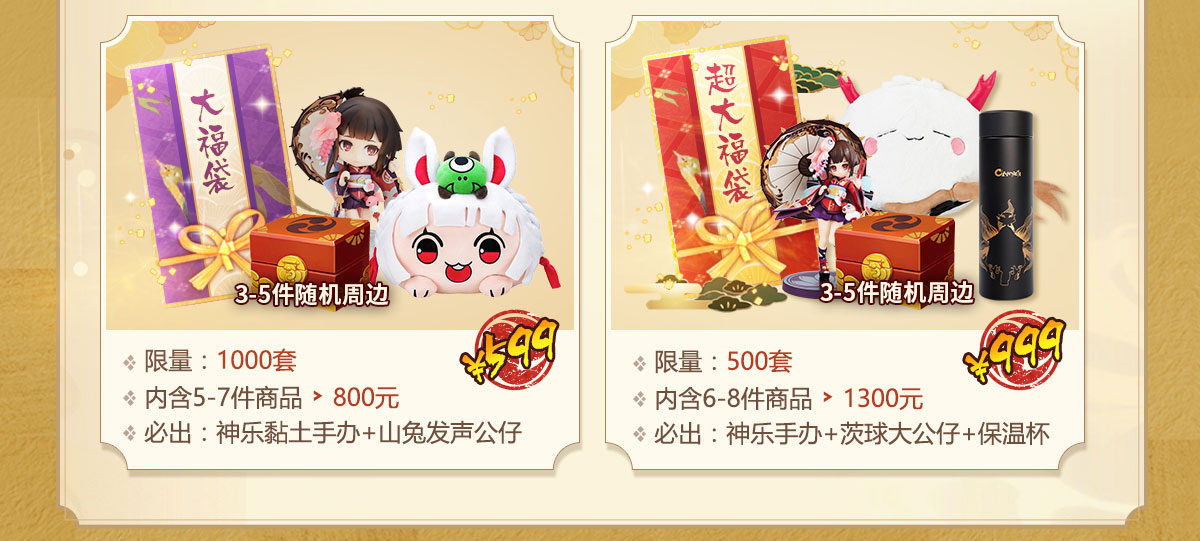 大福袋
3-5件随机周边
限量：1000套
内含5-7件商品 > 800元
必出：神乐黏土手办+山兔发声公仔
超大福袋
3-5件随机周边
¥999
限量：500套
内含6-8件商品 > 1300元
必出：神乐手办+茨球大公仔+保温杯